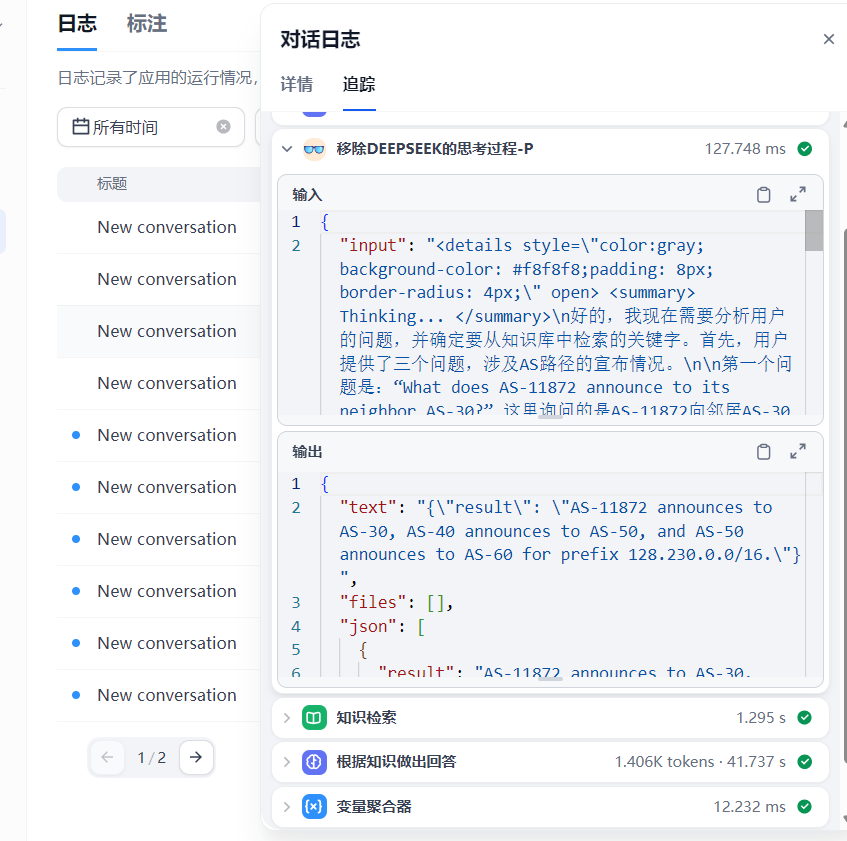 日志 标注
日志记录了应用的运行情况，
所有时间
标题
New conversation
New conversation
New conversation
New conversation
New conversation
New conversation
New conversation
New conversation
New conversation
New conversation
1 / 2
对话日志
详情 追踪
移除DEEPSEEK的思考过程-P 127.748 ms
输入
1 {
2 "input": "<details style=\"color:gray;
background-color: #f8f8f8;padding: 8px;
border-radius: 4px;\" open> <summary>
Thinking... </summary>\n好的，我现在需要分析用户
的问题，并确定要从知识库中检索的关键字。首先，用户
提供了三个问题，涉及AS路径的宣布情况。\n\n第一个问
题是：“What does AS-11872 announce to its
neighbor AS-30?”这里询问的是AS-11872向邻居AS-30
输出
1 {
2 "text": "{\"result\": \"AS-11872 announces to
AS-30, AS-40 announces to AS-50, and AS-50
announces to AS-60 for prefix 128.230.0.0/16.\"}
",
3 "files": [],
4 "json": [
5 {
6 "result": "AS-11872 announces to AS-30,
知识检索 1.295 s
根据知识做出回答 1.406K tokens · 41.737 s
变量聚合器 12.232 ms